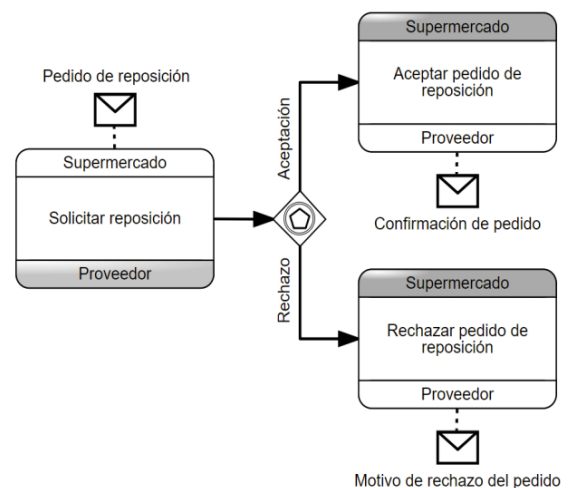 Pedido de reposición
Supermercado
Solicitar reposición
Proveedor
Aceptación
Rechazo
Supermercado
Aceptar pedido de
reposición
Proveedor
Confirmación de pedido
Supermercado
Rechazar pedido de
reposición
Proveedor
Motivo de rechazo del pedido